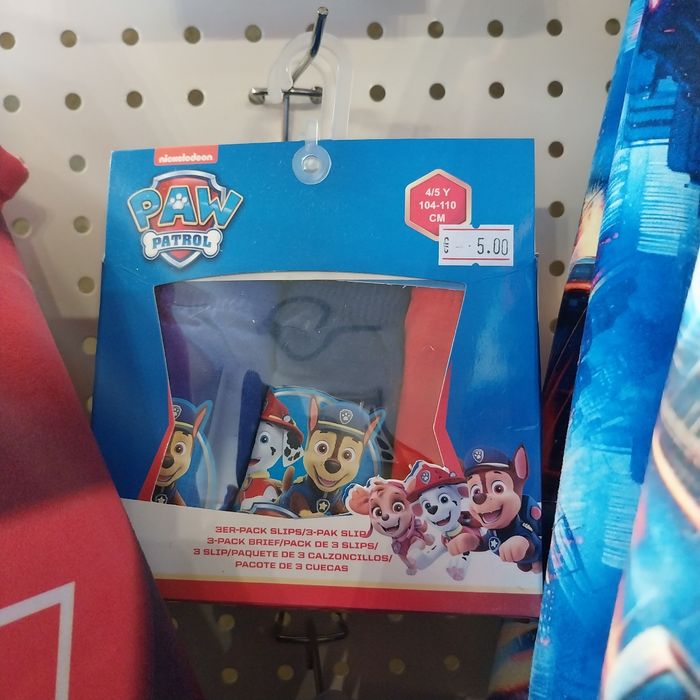 nickelodeon
PAW
PATROL
4/5 Y
104-110
CM
5.00
3ER-PACK SLIPS/3-PAK SLIP
3-PACK BRIEF/PACK DE 3 SLIPS/
3 SLIP/PAQUETE DE 3 CALZONCILLOS/
PACOTE DE 3 CUECAS